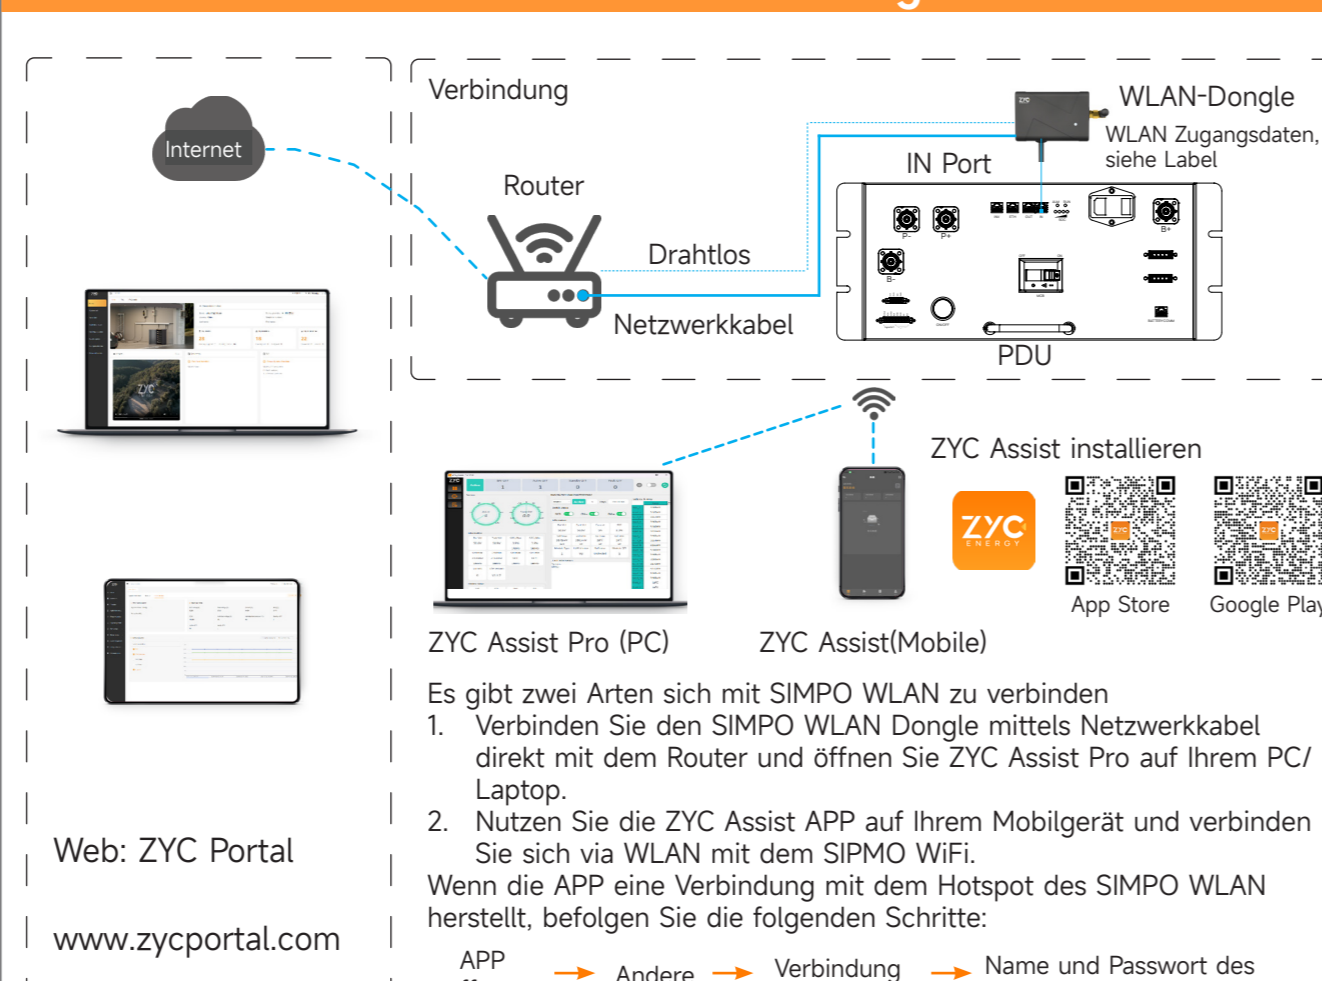 Internet
Web: ZYC Portal
www.zycportal.com
Verbindung
WLAN-Dongle
WLAN Zugangsdaten,
siehe Label
IN Port
Router
Drahtlos
Netzwerkkabel
P-
P+
B-
B+
ON/OFF
PDU
ZYC Assist installieren
ZYC
ENERGY
App Store
Google Play
ZYC Assist Pro (PC)
ZYC Assist(Mobile)
Es gibt zwei Arten sich mit SIMPO WLAN zu verbinden
1. Verbinden Sie den SIMPO WLAN Dongle mittels Netzwerkkabel
direkt mit dem Router und öffnen Sie ZYC Assist Pro auf Ihrem PC/
Laptop.
2. Nutzen Sie die ZYC Assist APP auf Ihrem Mobilgerät und verbinden
Sie sich via WLAN mit dem SIPMO WiFi.
Wenn die APP eine Verbindung mit dem Hotspot des SIMPO WLAN
herstellt, befolgen Sie die folgenden Schritte:
APP
Andere
Verbindung
Name und Passwort des